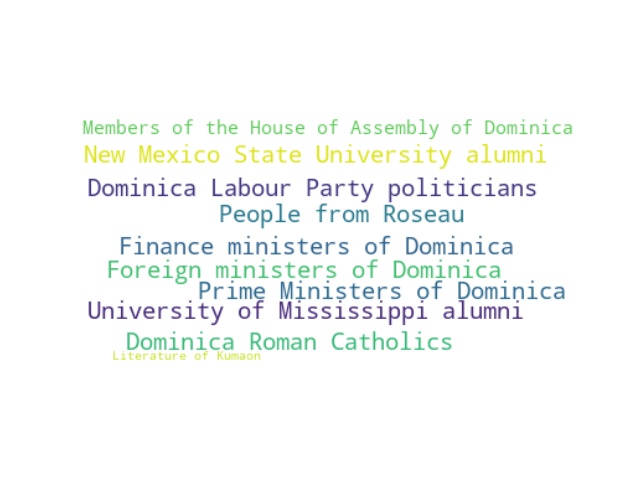 Members of the House of Assembly of Dominica
New Mexico State University alumni
Dominica Labour Party politicians
People from Roseau
Finance ministers of Dominica
Foreign ministers of Dominica
Prime Ministers of Dominica
University of Mississippi alumni
Dominica Roman Catholics
Literature of Kumaon